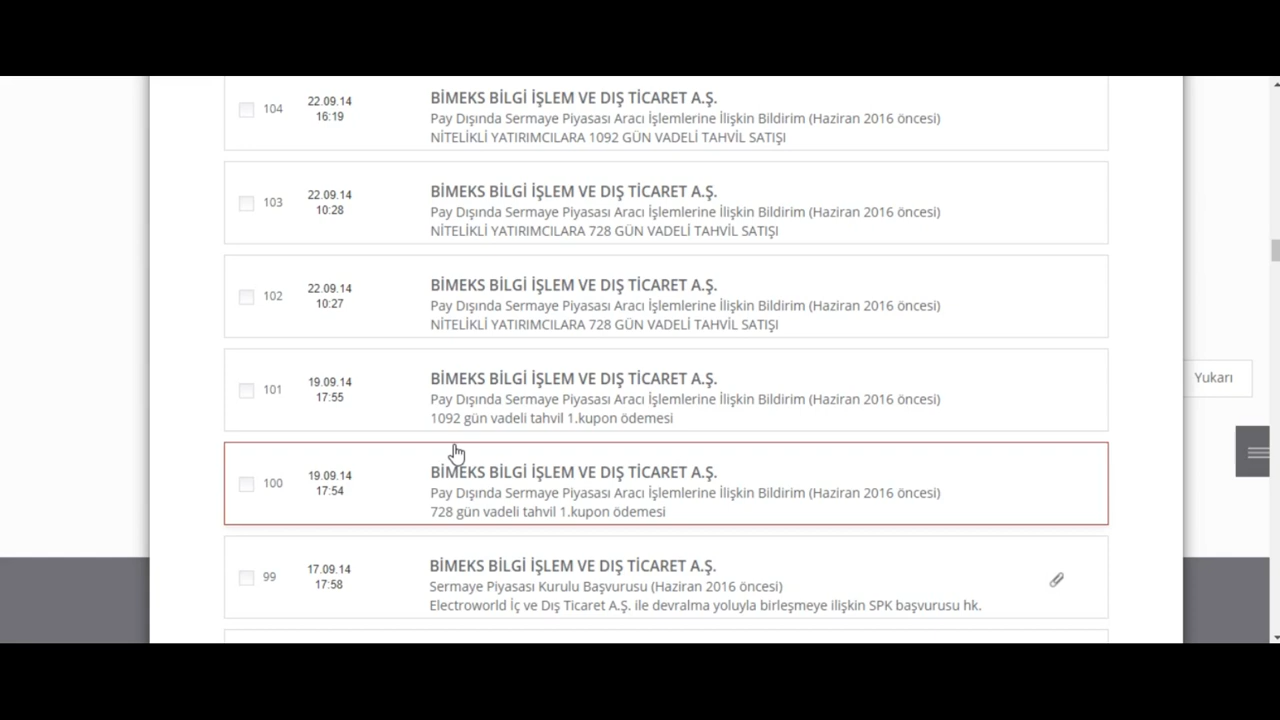 104
22.09.14
16:19
BİMEKS BİLGİ İŞLEM VE DIŞ TİCARET A.Ş.
Pay Dışında Sermaye Piyasası Aracı İşlemlerine İlişkin Bildirim (Haziran 2016 öncesi)
NİTELİKLİ YATIRIMCILARA 1092 GÜN VADELİ TAHVİL SATIŞI
103
22.09.14
10:28
BİMEKS BİLGİ İŞLEM VE DIŞ TİCARET A.Ş.
Pay Dışında Sermaye Piyasası Aracı İşlemlerine İlişkin Bildirim (Haziran 2016 öncesi)
NİTELİKLİ YATIRIMCILARA 728 GÜN VADELİ TAHVİL SATIŞI
102
22.09.14
10:27
BİMEKS BİLGİ İŞLEM VE DIŞ TİCARET A.Ş.
Pay Dışında Sermaye Piyasası Aracı İşlemlerine İlişkin Bildirim (Haziran 2016 öncesi)
NİTELİKLİ YATIRIMCILARA 728 GÜN VADELİ TAHVİL SATIŞI
101
19.09.14
17:55
BİMEKS BİLGİ İŞLEM VE DIŞ TİCARET A.Ş.
Pay Dışında Sermaye Piyasası Aracı İşlemlerine İlişkin Bildirim (Haziran 2016 öncesi)
1092 gün vadeli tahvil 1.kupon ödemesi
Yukarı
100
19.09.14
17:54
BİMEKS BİLGİ İŞLEM VE DIŞ TİCARET A.Ş.
Pay Dışında Sermaye Piyasası Aracı İşlemlerine İlişkin Bildirim (Haziran 2016 öncesi)
728 gün vadeli tahvil 1.kupon ödemesi
99
17.09.14
17:58
BİMEKS BİLGİ İŞLEM VE DIŞ TİCARET A.Ş.
Sermaye Piyasası Kurulu Başvurusu (Haziran 2016 öncesi)
Electroworld İç ve Dış Ticaret A.Ş. ile devralma yoluyla birleşmeye ilişkin SPK başvurusu hk.